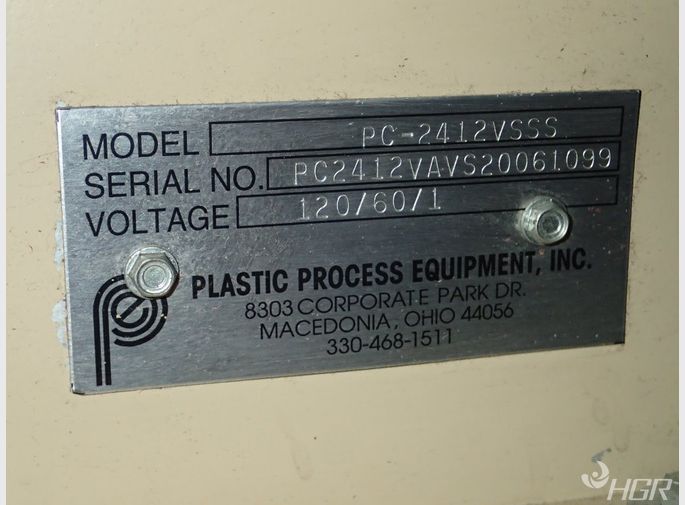 MODEL PC-2412VSSS
SERIAL NO. PC2412VAVS20061099
VOLTAGE 120/60/1
PLASTIC PROCESS EQUIPMENT, INC.
8303 CORPORATE PARK DR.
MACEDONIA, OHIO 44056
330-468-1511
HGR